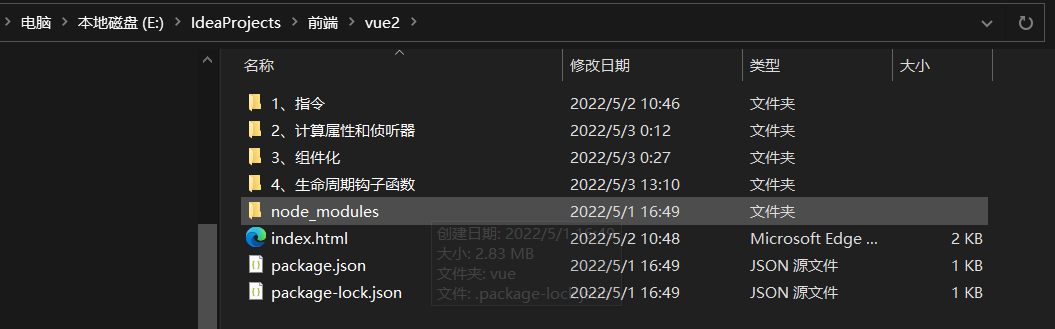 电脑 本地磁盘 (E:) IdeaProjects 前端 vue2
名称 修改日期 类型 大小
1、指令 2022/5/2 10:46 文件夹
2、计算属性和侦听器 2022/5/3 0:12 文件夹
3、组件化 2022/5/3 0:27 文件夹
4、生命周期钩子函数 2022/5/3 13:10 文件夹
node_modules 2022/5/1 16:49 文件夹
index.html 2022/5/2 10:48 Microsoft Edge ... 2 KB
package.json 2022/5/1 16:49 JSON 源文件 1 KB
package-lock.json 2022/5/1 16:49 JSON 源文件 1 KB
创建日期: 2022/5/1 16:49
大小: 2.83 MB
文件夹: vue
文件: .package-lock